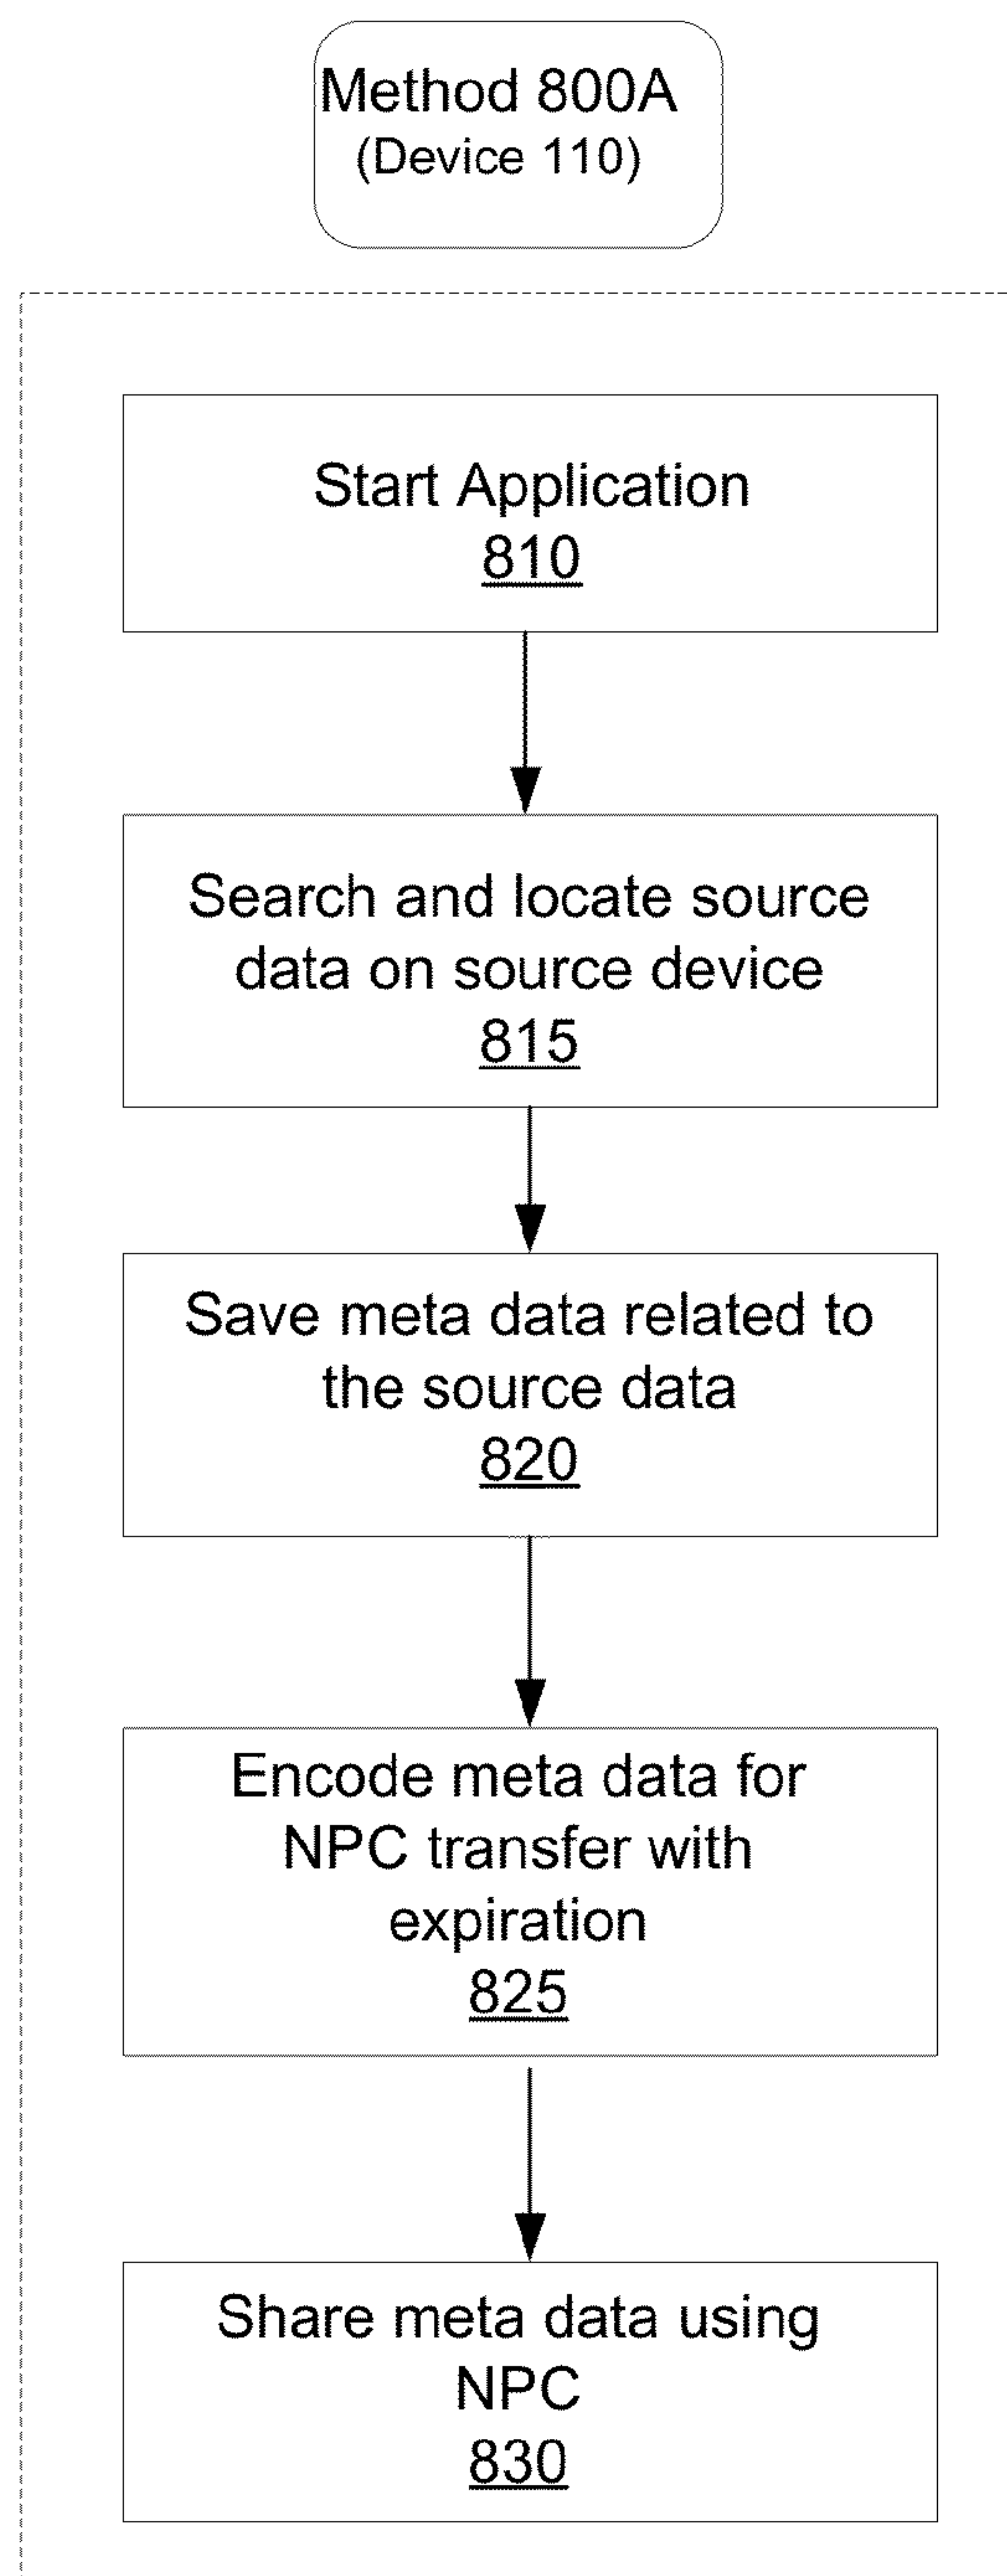 Method 800A
(Device 110)
Start Application
810
Search and locate source
data on source device
815
Save meta data related to
the source data
820
Encode meta data for
NPC transfer with
expiration
825
Share meta data using
NPC
830